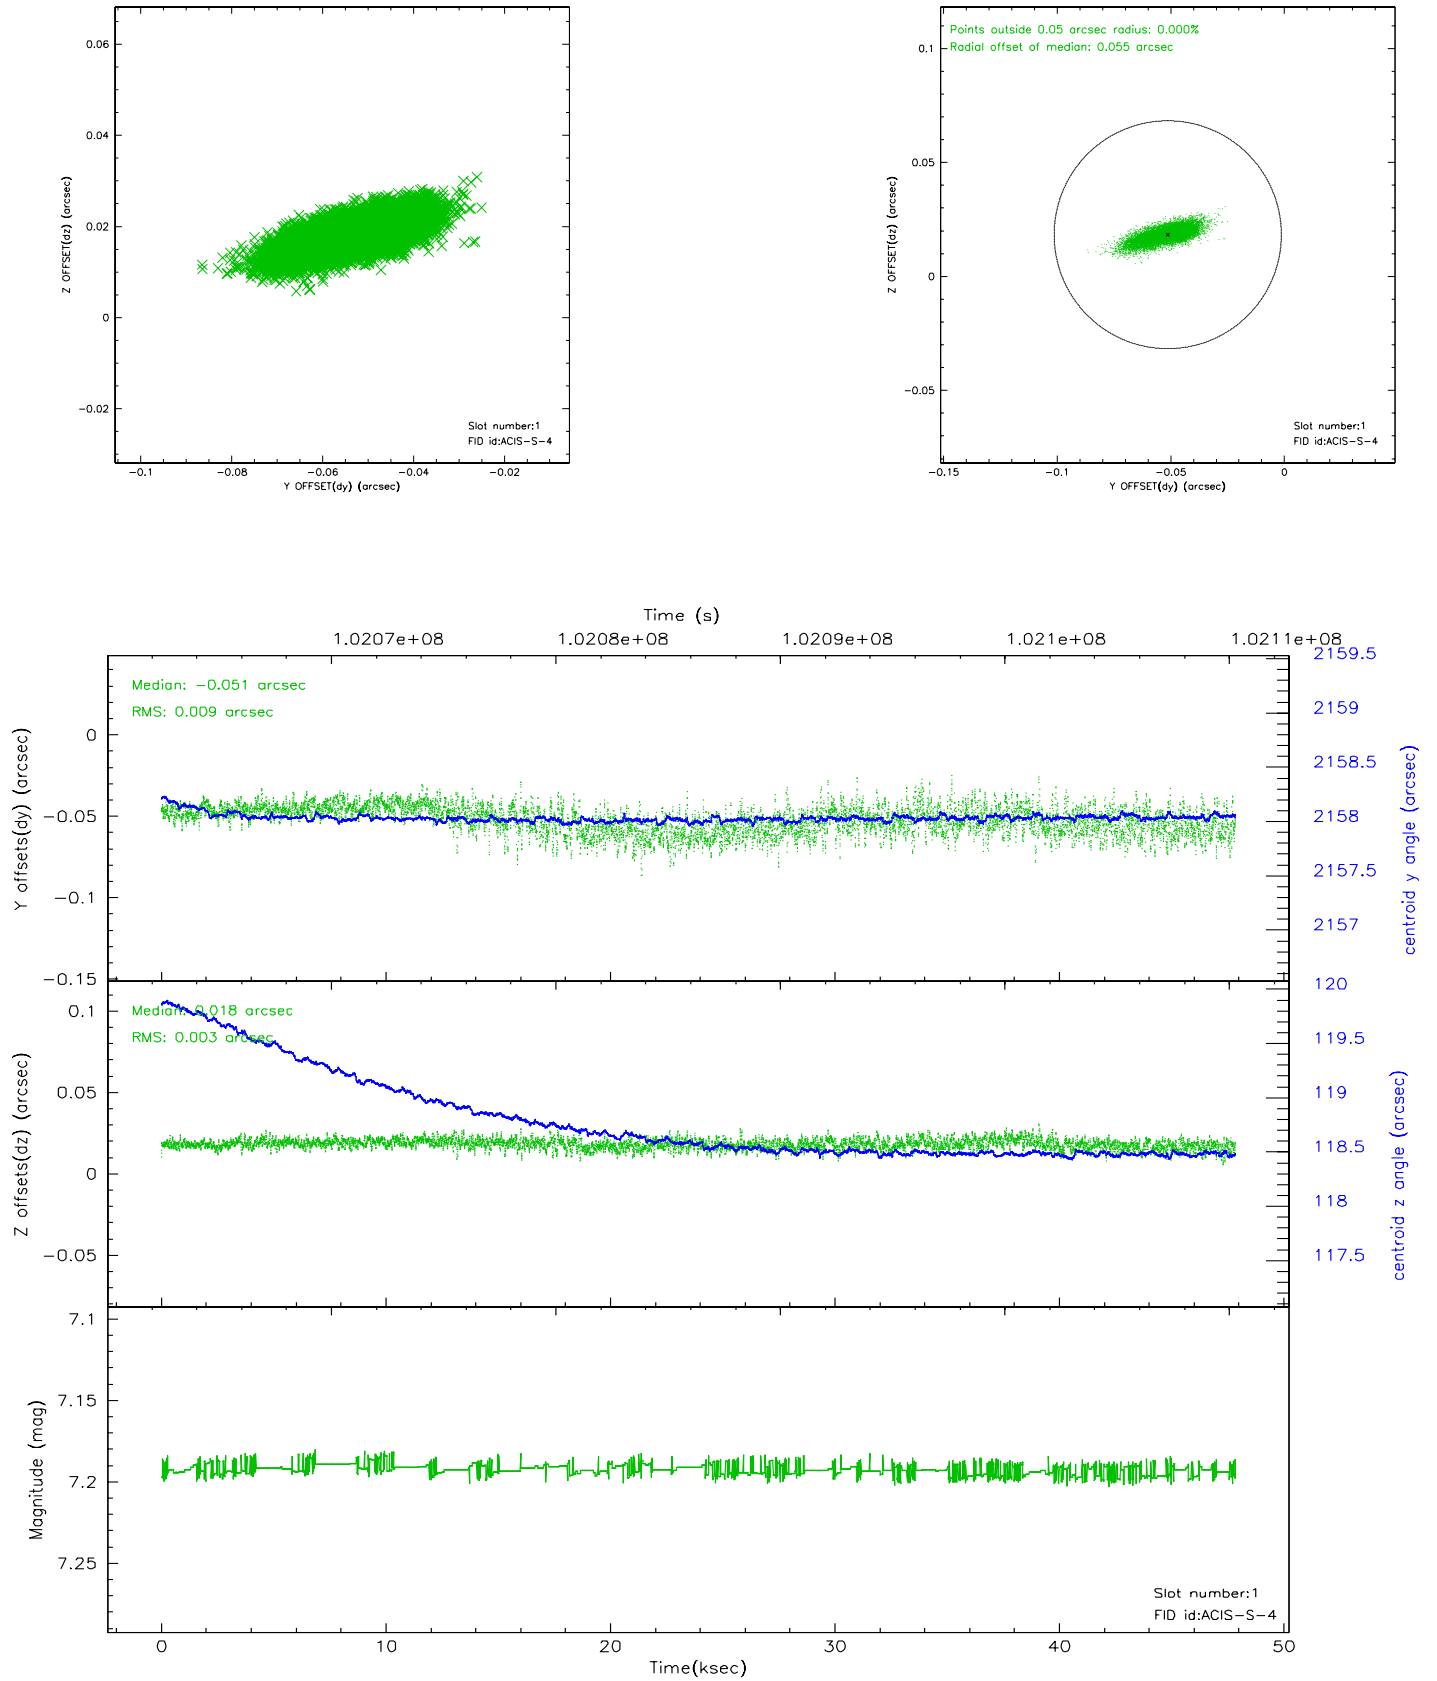 0.06
0.04
0.02
0
−0.02
Z OFFSET(dz) (arcsec)
−0.1
−0.08
−0.06
−0.04
−0.02
Y OFFSET(dy) (arcsec)
Slot number:1
FID id:ACIS−S−4
Points outside 0.05 arcsec radius: 0.000%
Radial offset of median: 0.055 arcsec
0.1
0.05
0
−0.05
Z OFFSET(dz) (arcsec)
−0.15
−0.1
−0.05
0
Y OFFSET(dy) (arcsec)
Slot number:1
FID id:ACIS−S−4
Time (s)
1.0207e+08
1.0208e+08
1.0209e+08
1.021e+08
1.0211e+08
Median: −0.051 arcsec
RMS: 0.009 arcsec
0
−0.05
−0.1
−0.15
Y offsets(dy) (arcsec)
2159.5
2159
2158.5
2158
2157.5
2157
centroid y angle (arcsec)
Median: 0.018 arcsec
RMS: 0.003 arcsec
0.1
0.05
0
−0.05
Z offsets(dz) (arcsec)
120
119.5
119
118.5
118
117.5
centroid z angle (arcsec)
7.1
7.15
7.2
7.25
Magnitude (mag)
Slot number:1
FID id:ACIS−S−4
0
10
20
30
40
50
Time(ksec)